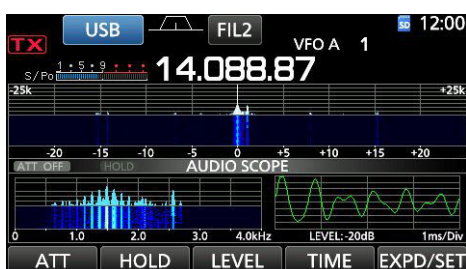 USB FIL2 SD 12:00
TX VFO A 1
S/Po 1 · 5 · 9 14.088.87
-25k +25k
-20 -15 -10 -5 0 +5 +10 +15 +20
ATT OFF HOLD AUDIO SCOPE
0 1.0 2.0 3.0 4.0kHz LEVEL:-20dB 1ms/Div
ATT HOLD LEVEL TIME EXPD/SET